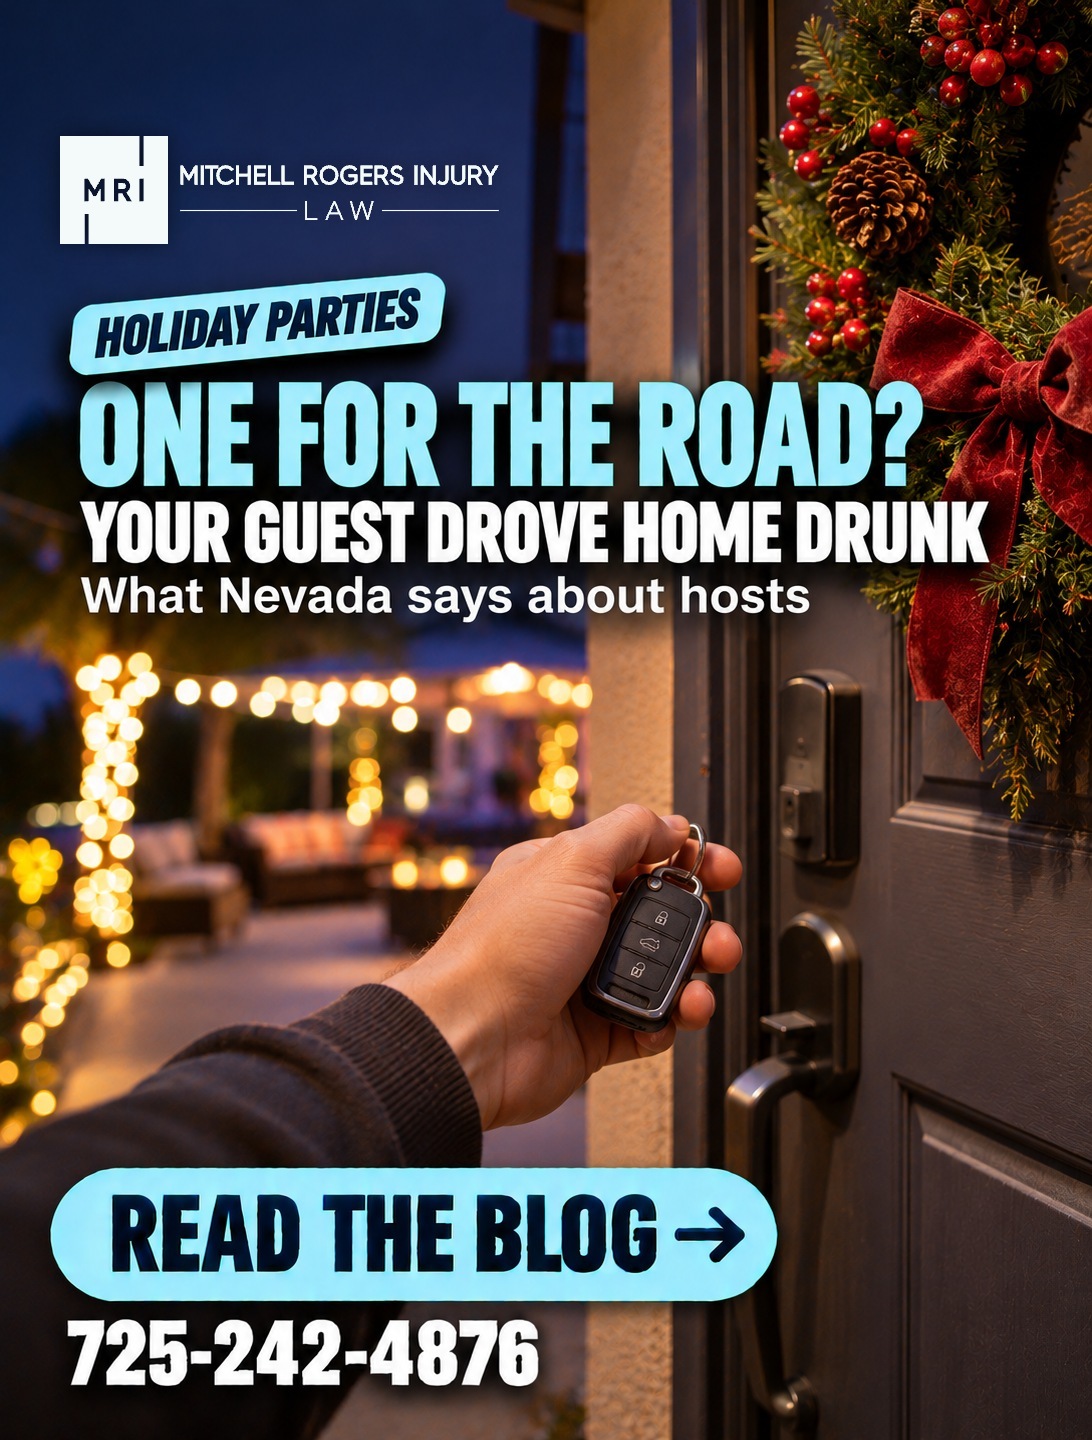 MRI
MITCHELL ROGERS INJURY
LAW
HOLIDAY PARTIES
ONE FOR THE ROAD?
YOUR GUEST DROVE HOME DRUNK
What Nevada says about hosts
READ THE BLOG →
725-242-4876